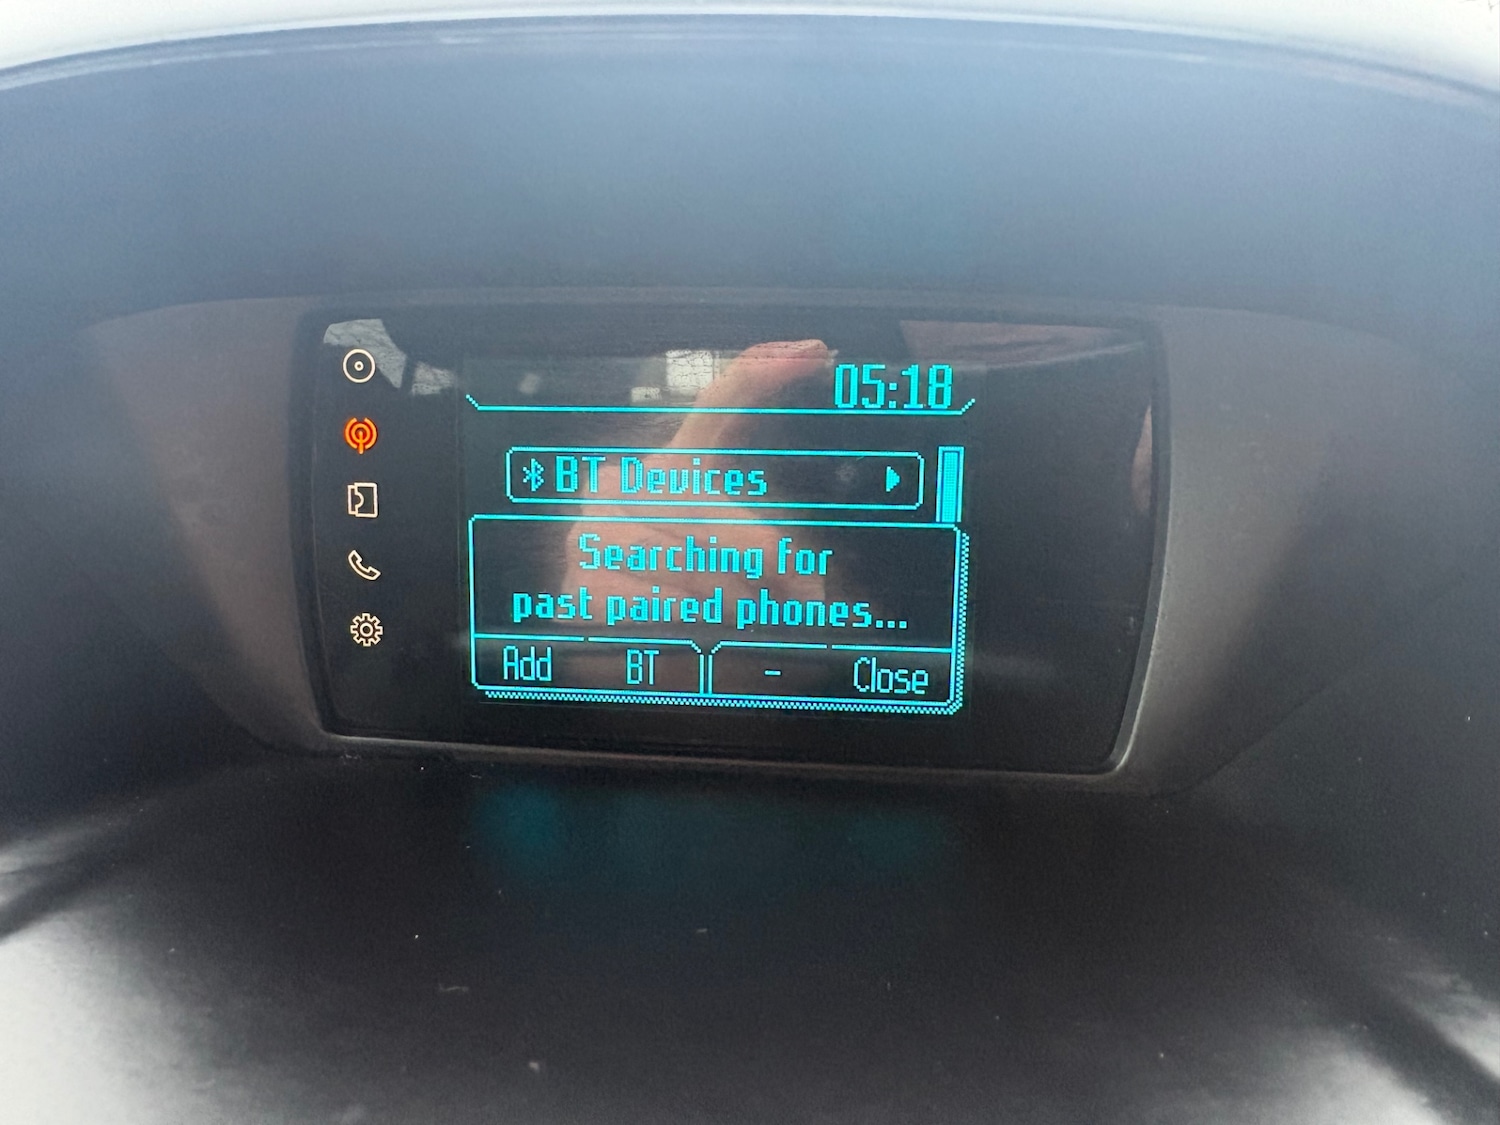 05:18
BT Devices
Searching for
past paired phones...
Add BT - Close